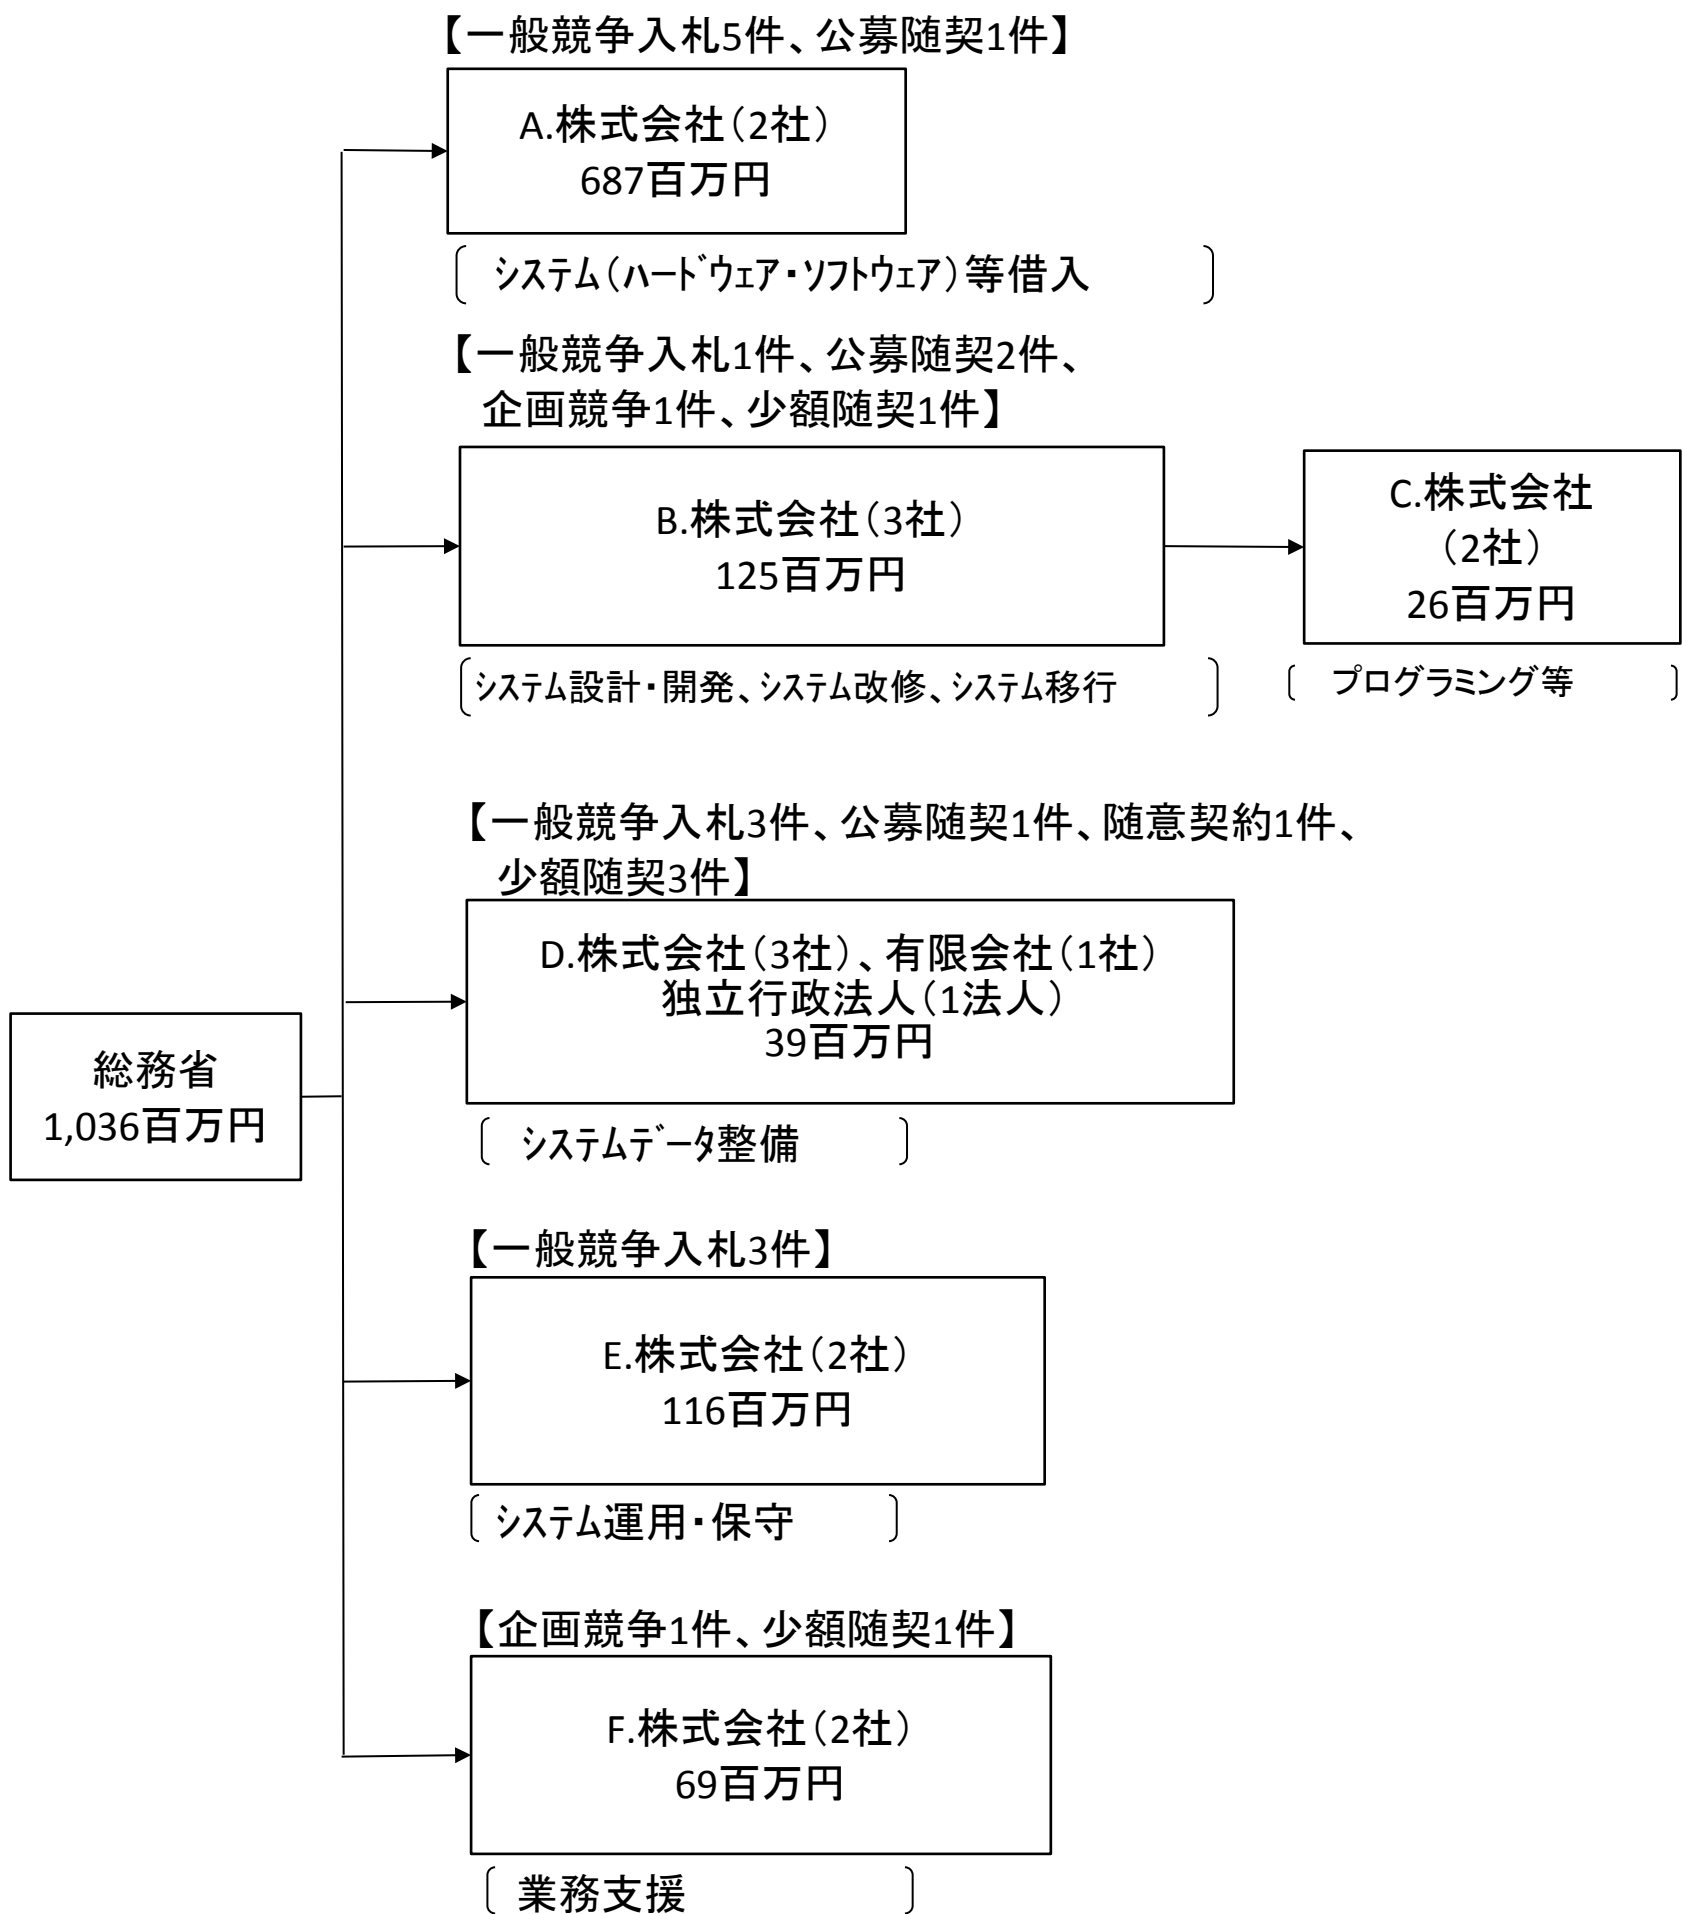 【一般競争入札5件、公募随契1件】
A.株式会社（2社）
687百万円
ｼｽﾃﾑ（ﾊｰﾄﾞｳｪｱ・ｿﾌﾄｳｪｱ）等借入
【一般競争入札1件、公募随契2件、
企画競争1件、少額随契1件】
B.株式会社（3社）
125百万円
ｼｽﾃﾑ設計・開発、ｼｽﾃﾑ改修、ｼｽﾃﾑ移行
C.株式会社
（2社）
26百万円
プログラミング等
【一般競争入札3件、公募随契1件、随意契約1件、
少額随契3件】
D.株式会社（3社）、有限会社（1社）
独立行政法人（1法人）
39百万円
ｼｽﾃﾑﾃﾞｰﾀ整備
総務省
1,036百万円
【一般競争入札3件】
E.株式会社（2社）
116百万円
ｼｽﾃﾑ運用・保守
【企画競争1件、少額随契1件】
F.株式会社（2社）
69百万円
業務支援